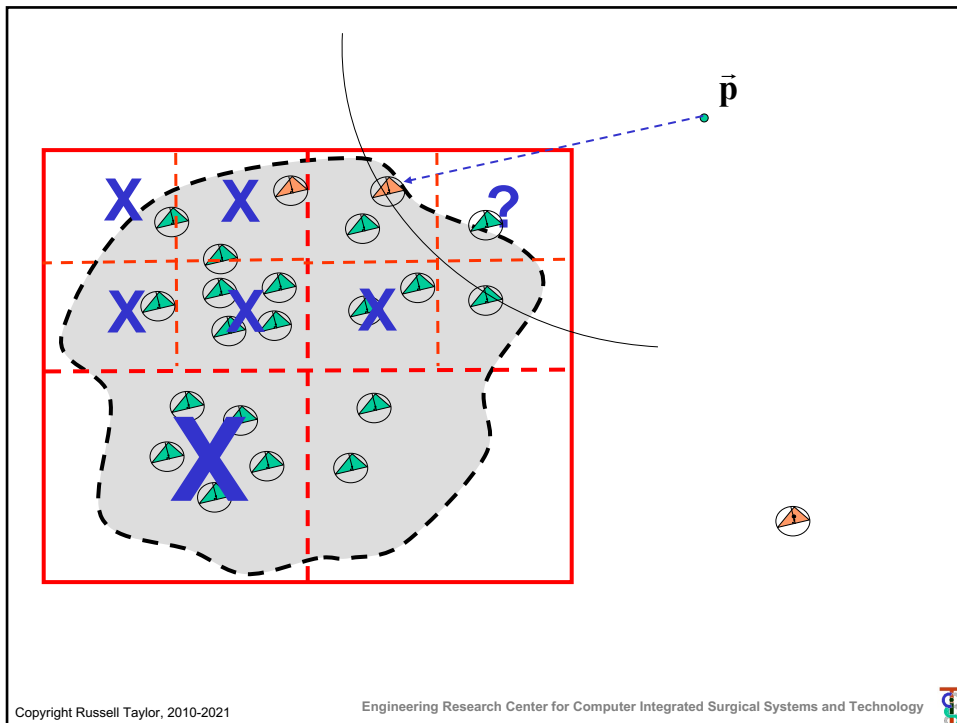 p
X X ?
X X X
X
Copyright Russell Taylor, 2010-2021
Engineering Research Center for Computer Integrated Surgical Systems and Technology